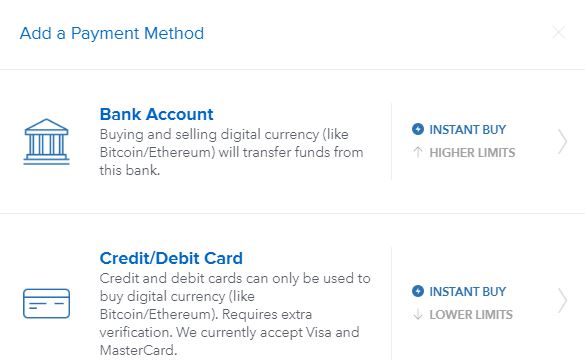 Add a Payment Method
Bank Account
Buying and selling digital currency (like
Bitcoin/Ethereum) will transfer funds from
this bank.
INSTANT BUY
HIGHER LIMITS
Credit/Debit Card
Credit and debit cards can only be used to
buy digital currency (like
Bitcoin/Ethereum). Requires extra
verification. We currently accept Visa and
MasterCard.
INSTANT BUY
LOWER LIMITS